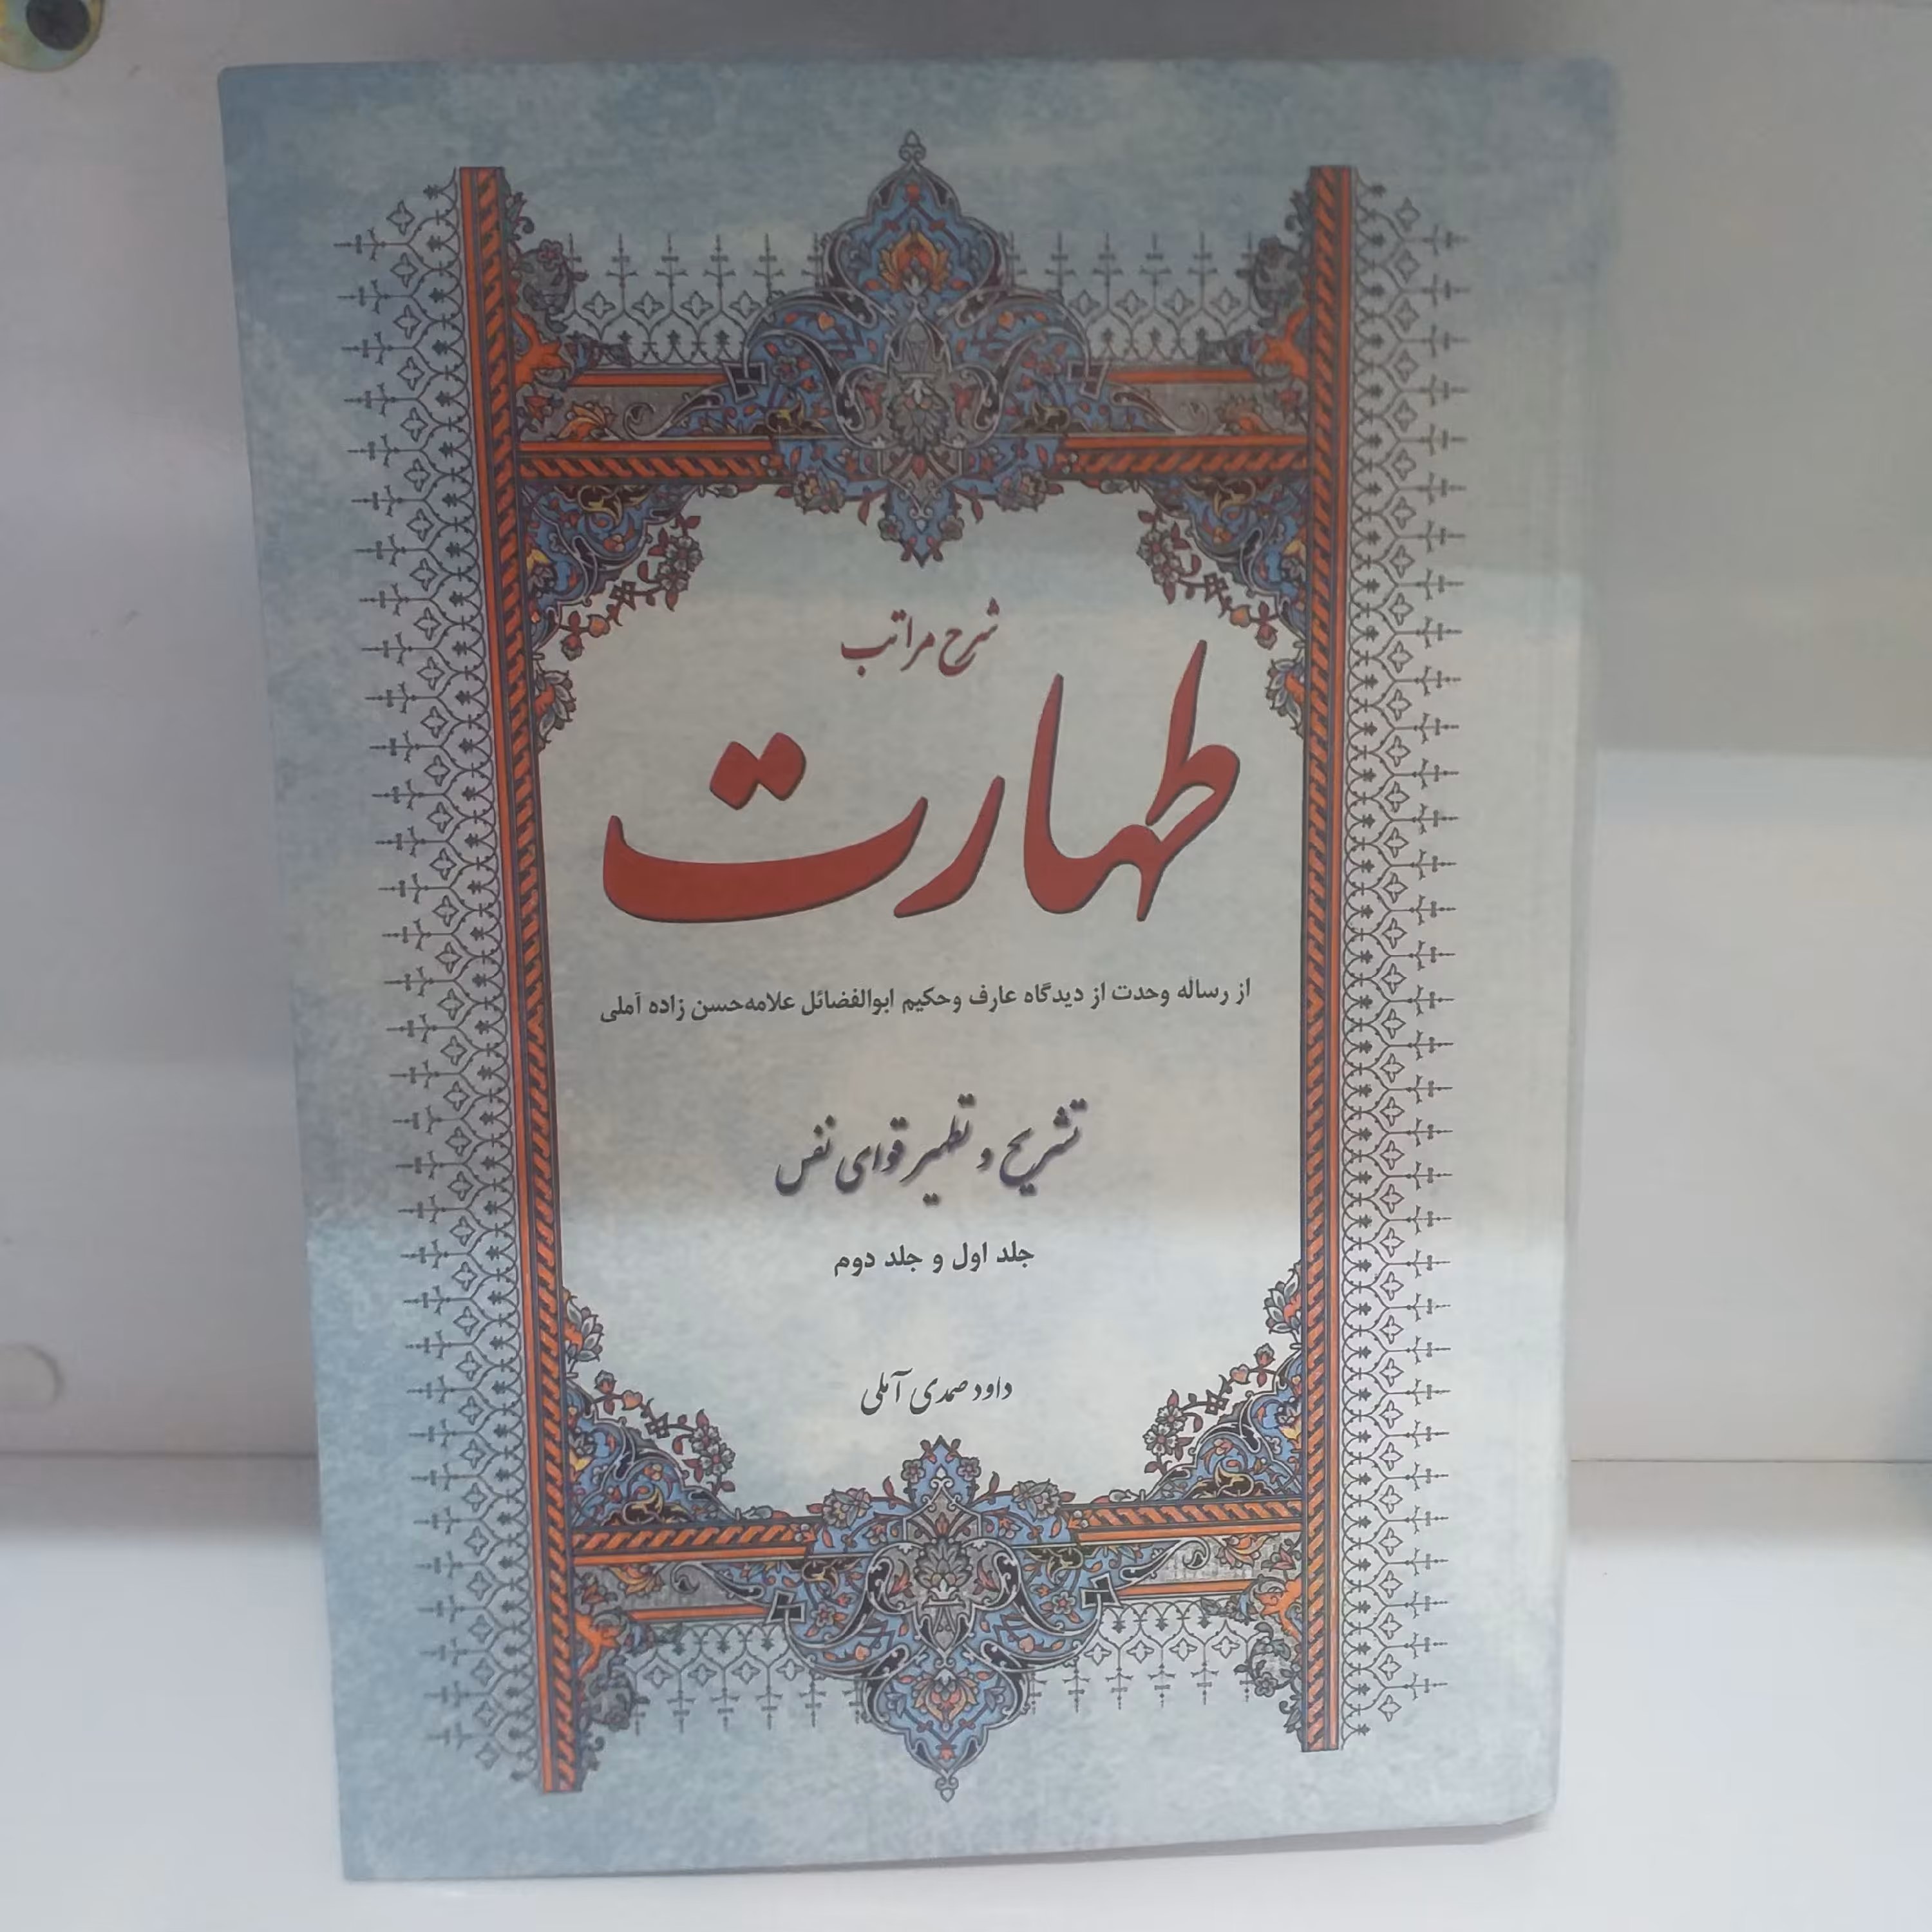 شرح مراتب
طهارت
از رساله وحدت از دیدگاه عارف و حکیم ابوالفضائل علامه حسن زاده آملی
تشریح و تطهیر قوای نفس
جلد اول و جلد دوم
داود صمدی آملی